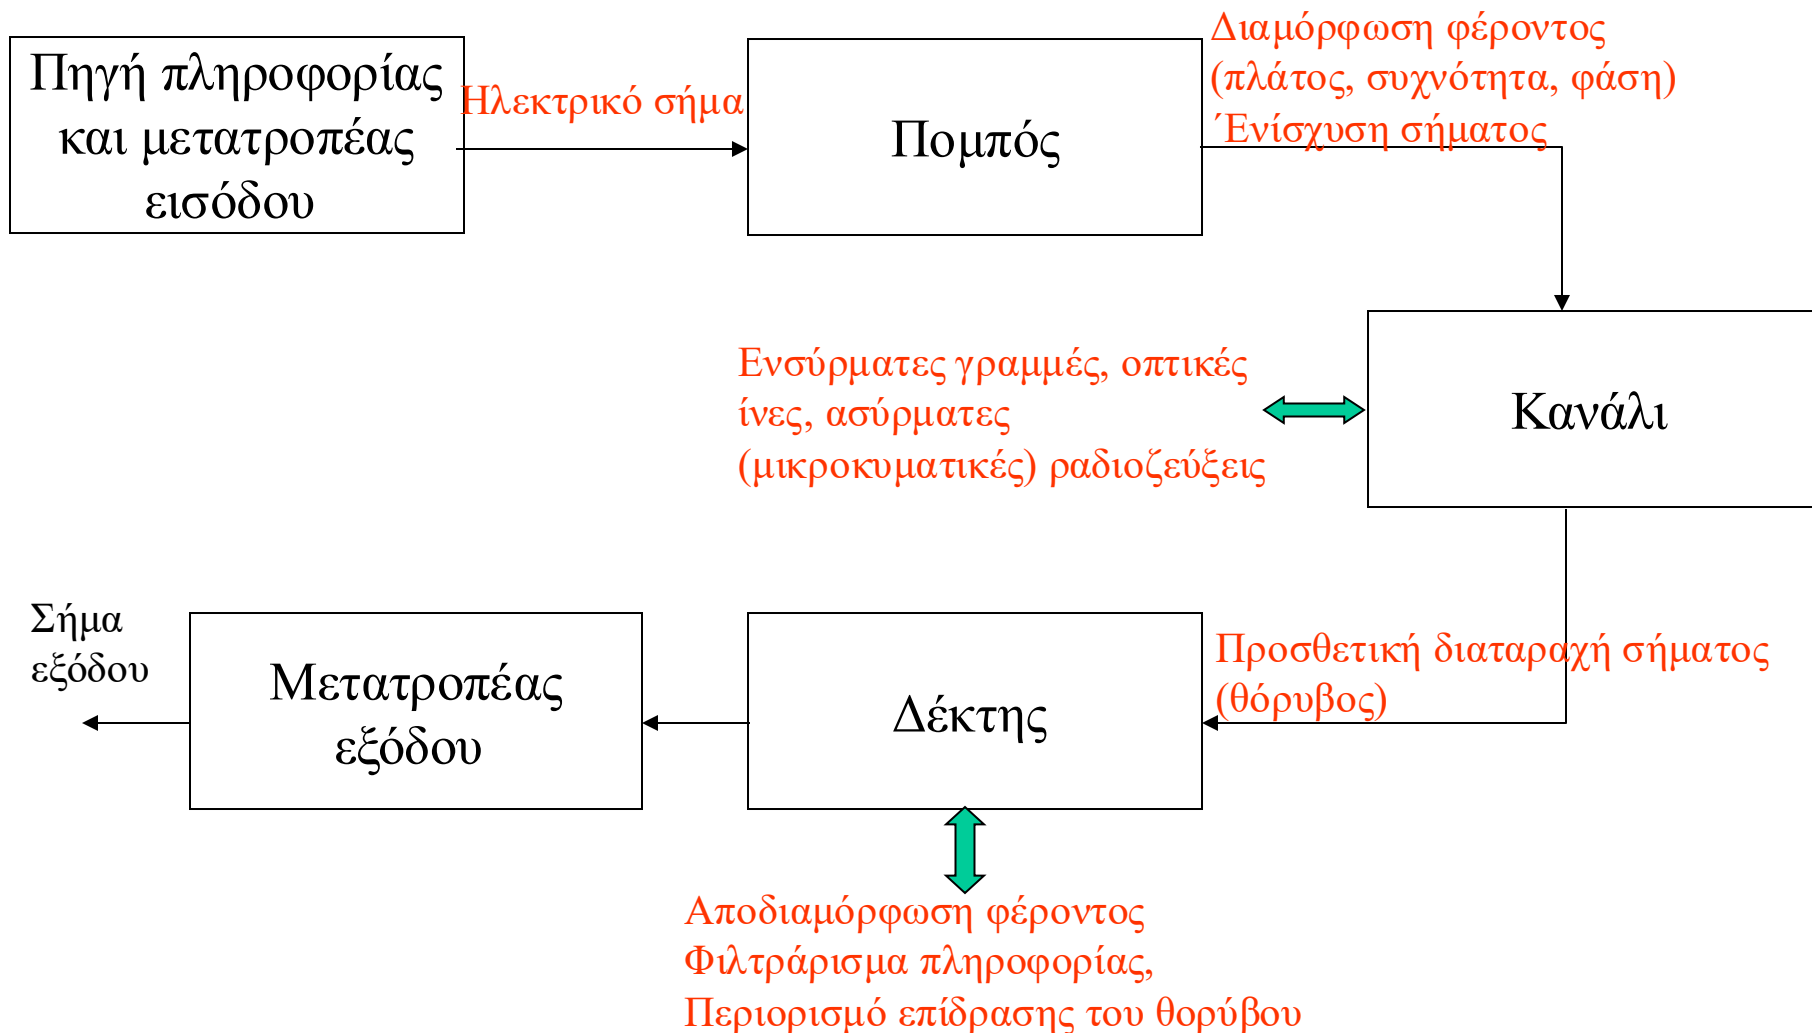 Πηγή πληροφορίας
και μετατροπέας
εισόδου
Ηλεκτρικό σήμα
Πομπός
Διαμόρφωση φέροντος
(πλάτος, συχνότητα, φάση)
΄Ενίσχυση σήματος
Ενσύρματες γραμμές, οπτικές
ίνες, ασύρματες
(μικροκυματικές) ραδιοζεύξεις
Κανάλι
Σήμα
εξόδου
Μετατροπέας
εξόδου
Δέκτης
Προσθετική διαταραχή σήματος
(θόρυβος)
Αποδιαμόρφωση φέροντος
Φιλτράρισμα πληροφορίας,
Περιορισμό επίδρασης του θορύβου